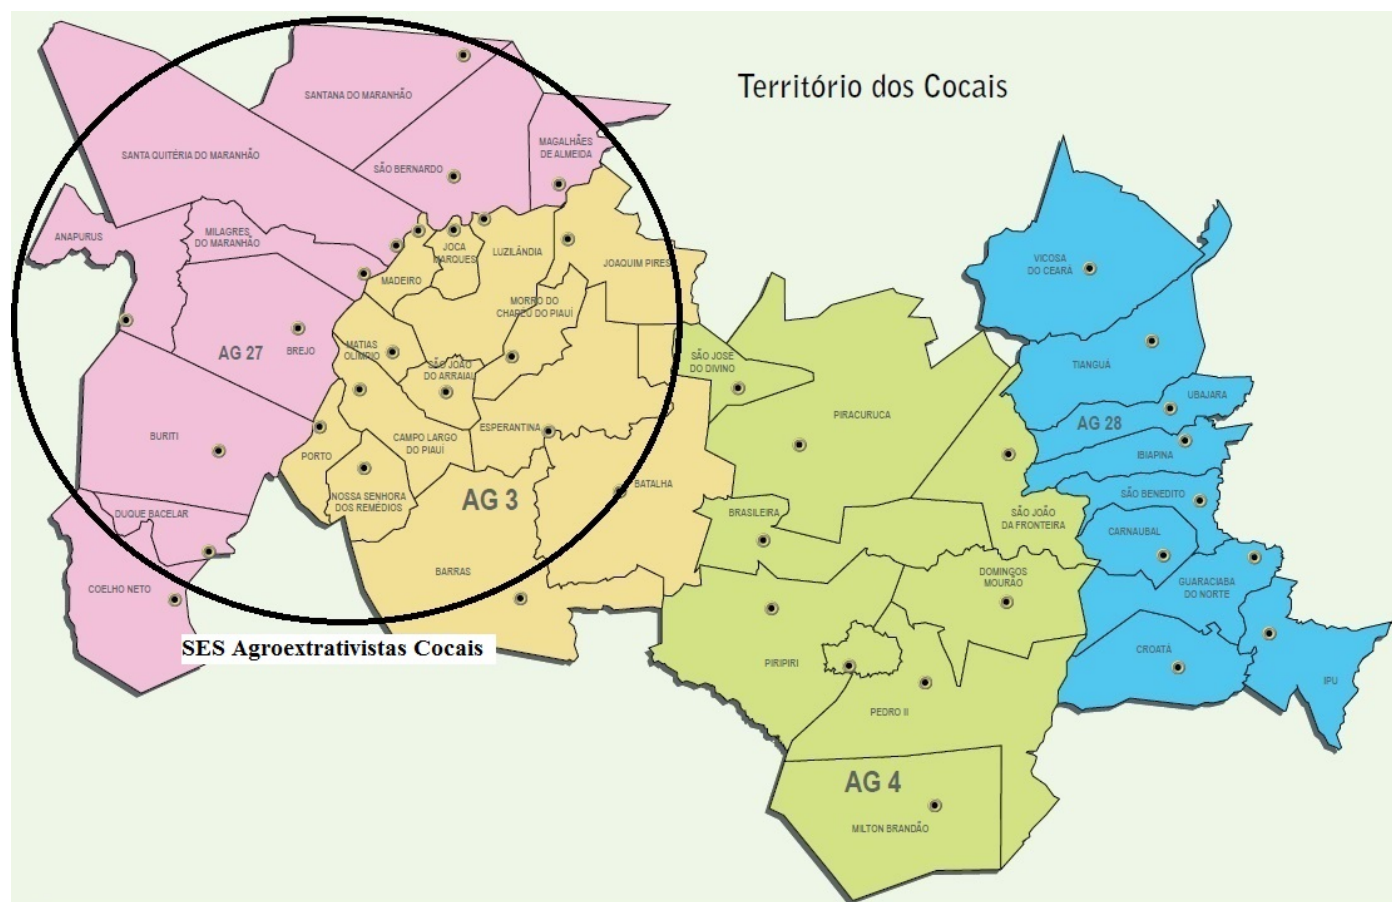 Território dos Cocais
SANTANA DO MARANHÃO
SANTA QUITÉRIA DO MARANHÃO
MAGALHÃES
DE ALMEIDA
SÃO BERNARDO
ANAPURUS
MILAGRES
DO MARANHÃO
JOCA
MARQUES
LUZILÂNDIA
JOAQUIM PIRES
MADEIRO
MORRO DO
CHAPÉU DO PIAUÍ
VICOSA
DO CEARÁ
AG 27
BREJO
MATIAS
OLÍMPIO
SÃO JOÃO
DO ARRAIAL
SÃO JOSE
DO DIVINO
TIANGUÁ
UBAJARA
PIRACURUCA
AG 28
BURITI
PORTO
CAMPO LARGO
DO PIAUÍ
ESPERANTINA
IBIAPINA
NOSSA SENHORA
DOS REMÉDIOS
AG 3
BATALHA
SÃO BENEDITO
DUQUE BACELAR
BRASILEIRA
SÃO JOÃO
DA FRONTEIRA
CARNAUBAL
COELHO NETO
BARRAS
DOMINGOS
MOURÃO
GUARACIABA
DO NORTE
SES Agroextrativistas Cocais
PIRIPIRI
CROATÁ
IPU
PEDRO II
AG 4
MILTON BRANDÃO